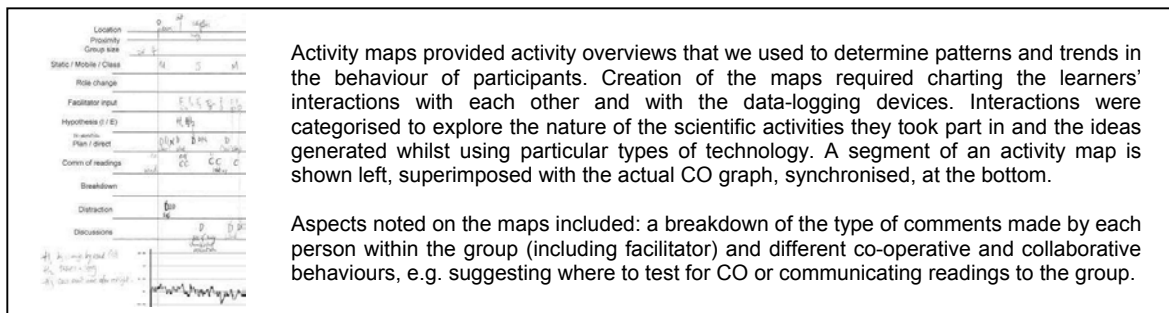 Location
Proximity
Group size
Static / Mobile / Class
M S M
Role change
Facilitator input
Hypothesis (I / E)
Plan / direct
Comm of readings
CC CC C
Breakdown
Distraction
Discussions
D D
Activity maps provided activity overviews that we used to determine patterns and trends in
the behaviour of participants. Creation of the maps required charting the learners'
interactions with each other and with the data-logging devices. Interactions were
categorised to explore the nature of the scientific activities they took part in and the ideas
generated whilst using particular types of technology. A segment of an activity map is
shown left, superimposed with the actual CO graph, synchronised, at the bottom.
Aspects noted on the maps included: a breakdown of the type of comments made by each
person within the group (including facilitator) and different co-operative and collaborative
behaviours, e.g. suggesting where to test for CO or communicating readings to the group.